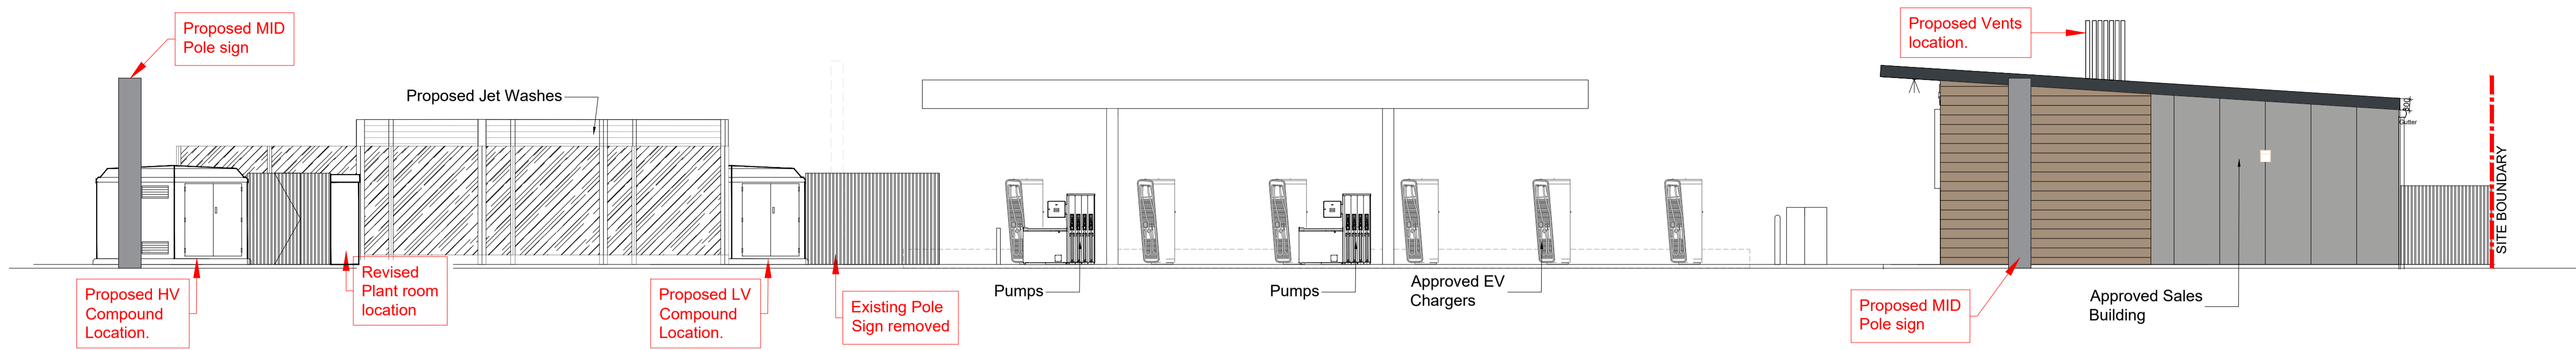 Proposed MID
Pole sign
Proposed Jet Washes
Proposed Vents
location.
300
Gutter
SITE BOUNDARY
Proposed HV
Compound
Location.
Revised
Plant room
location
Proposed LV
Compound
Location.
Existing Pole
Sign removed
Pumps
Pumps
Approved EV
Chargers
Proposed MID
Pole sign
Approved Sales
Building